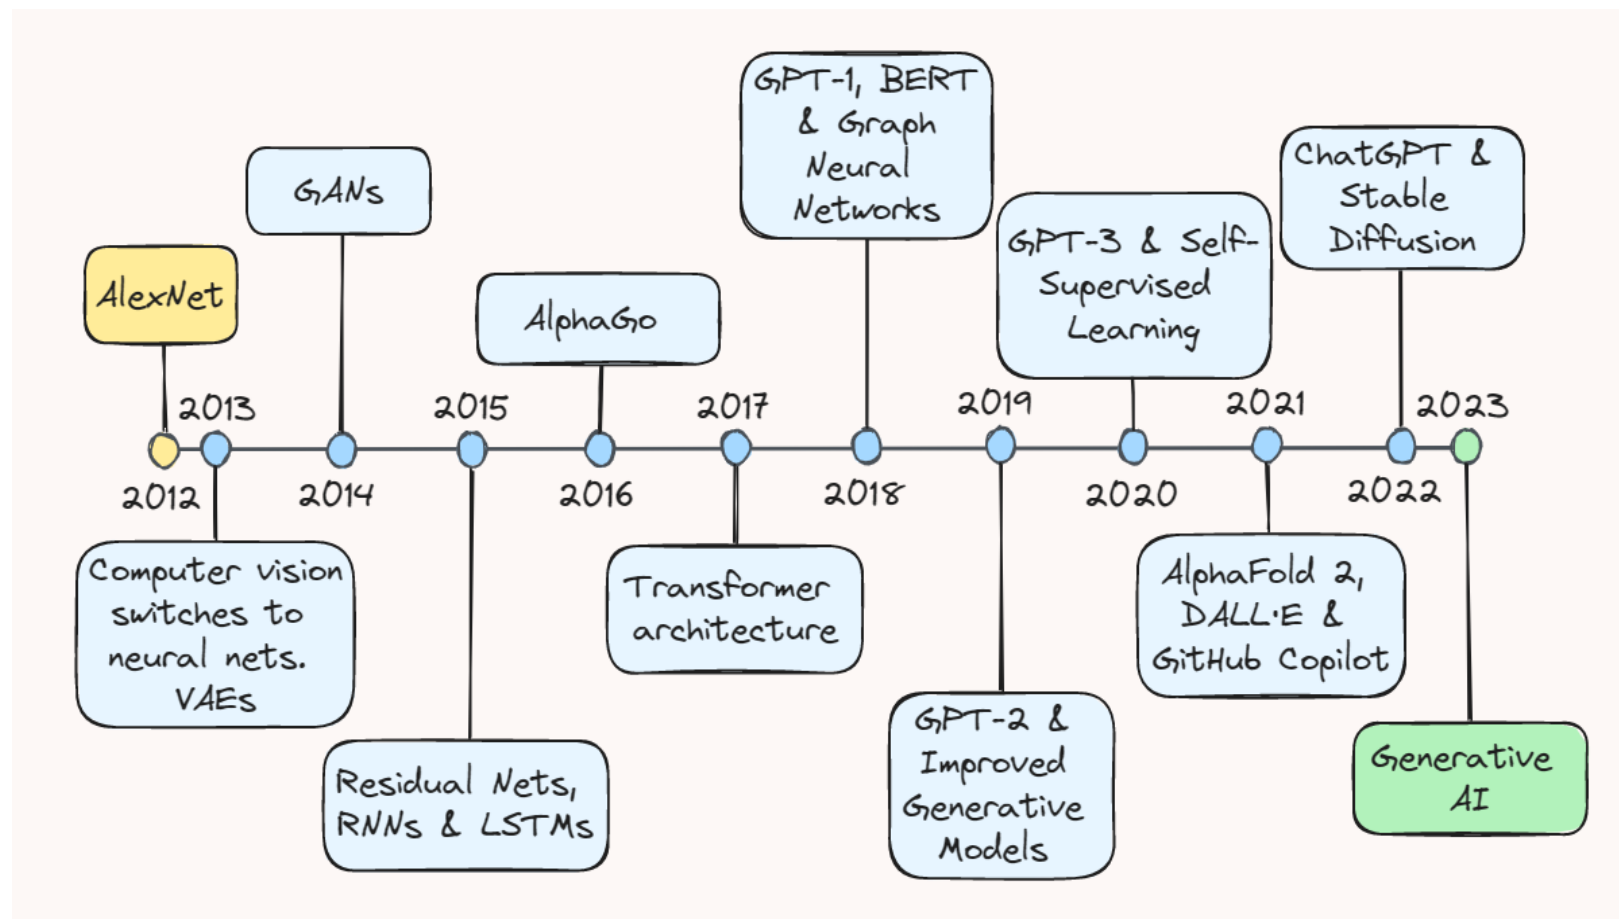 GPT-1, BERT
& Graph
Neural
Networks
ChatGPT &
Stable
Diffusion
GANs
GPT-3 & Self-
Supervised
Learning
AlexNet
AlphaGo
2013
2015
2017
2019
2021
2023
2012
2014
2016
2018
2020
2022
Computer vision
switches to
neural nets.
VAEs
Transformer
architecture
AlphaFold 2,
DALL·E &
GitHub Copilot
Residual Nets,
RNNs & LSTMs
GPT-2 &
Improved
Generative
Models
Generative
AI